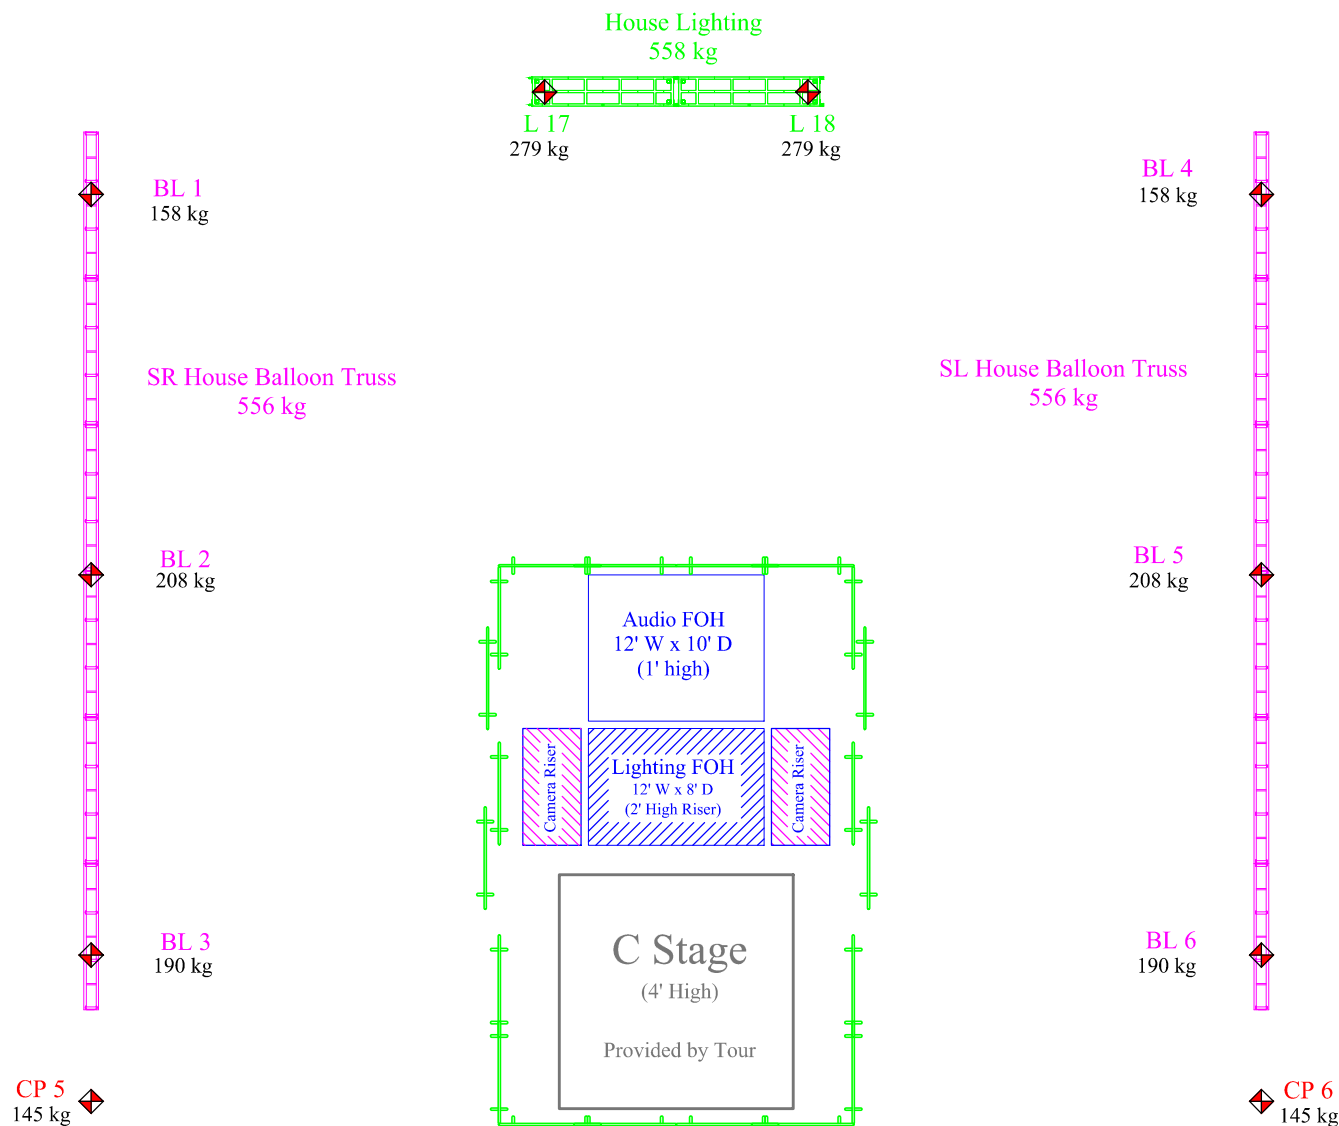 House Lighting
558 kg
L 17
279 kg
L 18
279 kg
BL 1
158 kg
BL 4
158 kg
SR House Balloon Truss
556 kg
SL House Balloon Truss
556 kg
BL 2
208 kg
BL 5
208 kg
Audio FOH
12' W x 10' D
(1' high)
Camera Riser
Lighting FOH
12' W x 8' D
(2' High Riser)
Camera Riser
BL 3
190 kg
BL 6
190 kg
C Stage
(4' High)
Provided by Tour
CP 5
145 kg
CP 6
145 kg